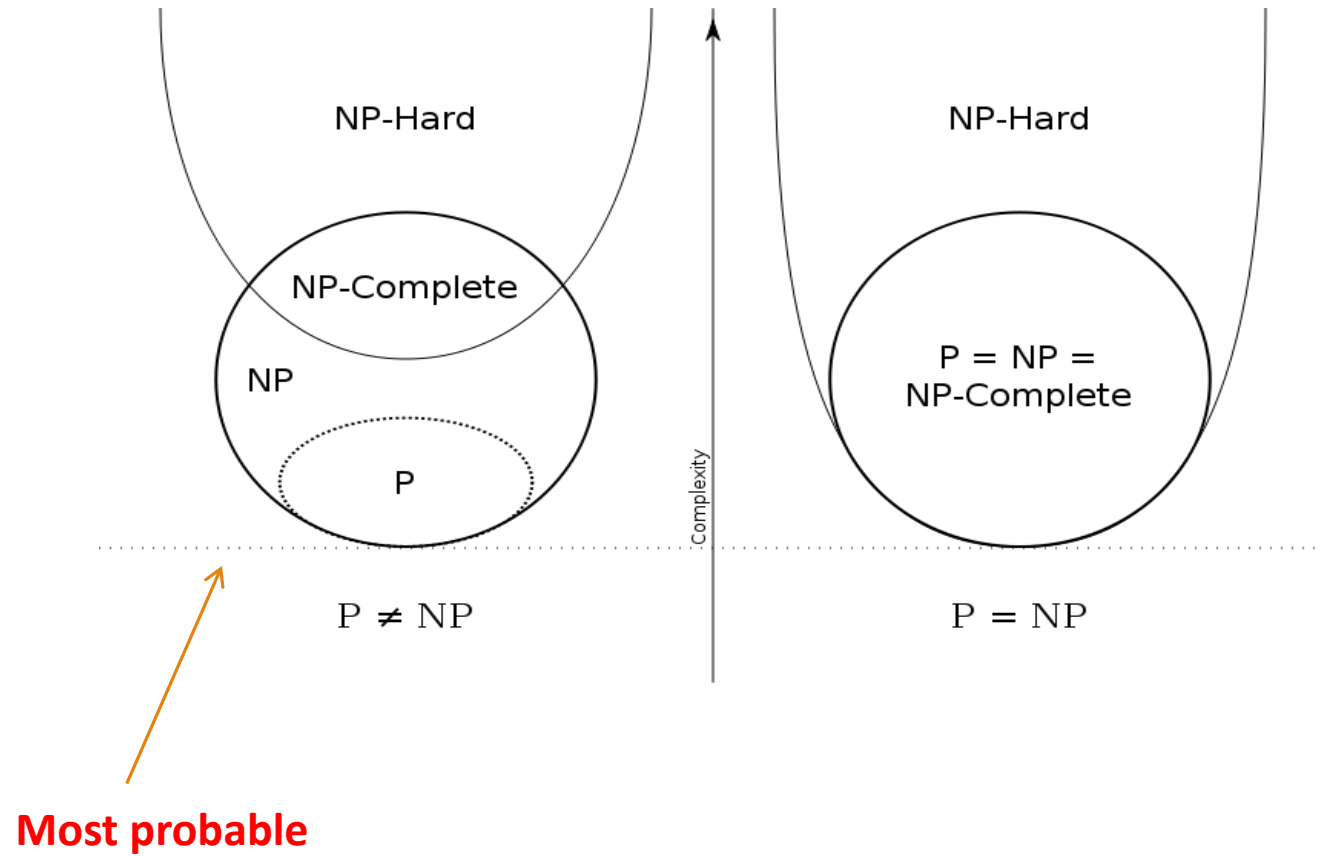 NP-Hard
NP-Complete
NP
P
P ≠ NP
Complexity
NP-Hard
P = NP =
NP-Complete
P = NP
Most probable